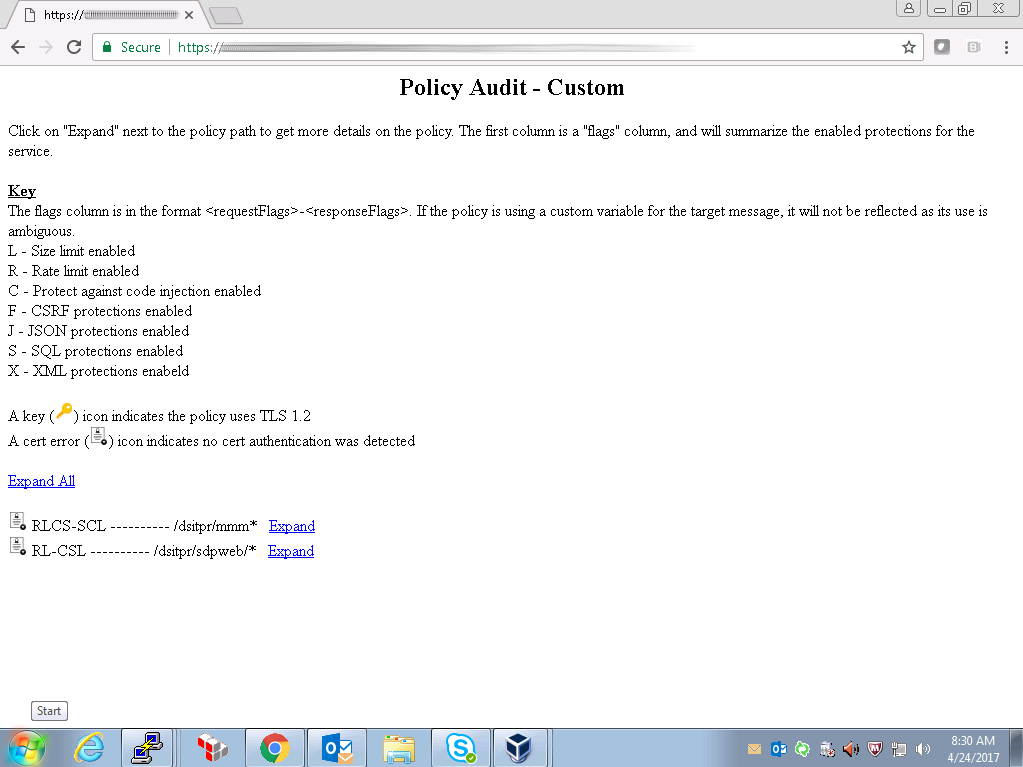 https://
Secure
https://
Policy Audit - Custom
Click on "Expand" next to the policy path to get more details on the policy. The first column is a "flags" column, and will summarize the enabled protections for the
service.
Key
The flags column is in the format <requestFlags>-<responseFlags>. If the policy is using a custom variable for the target message, it will not be reflected as its use is
ambiguous.
L - Size limit enabled
R - Rate limit enabled
C - Protect against code injection enabled
F - CSRF protections enabled
J - JSON protections enabled
S - SQL protections enabled
X - XML protections enabeld
A key ( ) icon indicates the policy uses TLS 1.2
A cert error ( ) icon indicates no cert authentication was detected
Expand All
RLCS-SCL ---------- /dsitpr/mmm* Expand
RL-CSL ---------- /dsitpr/sdpweb/* Expand
Start
8:30 AM
4/24/2017